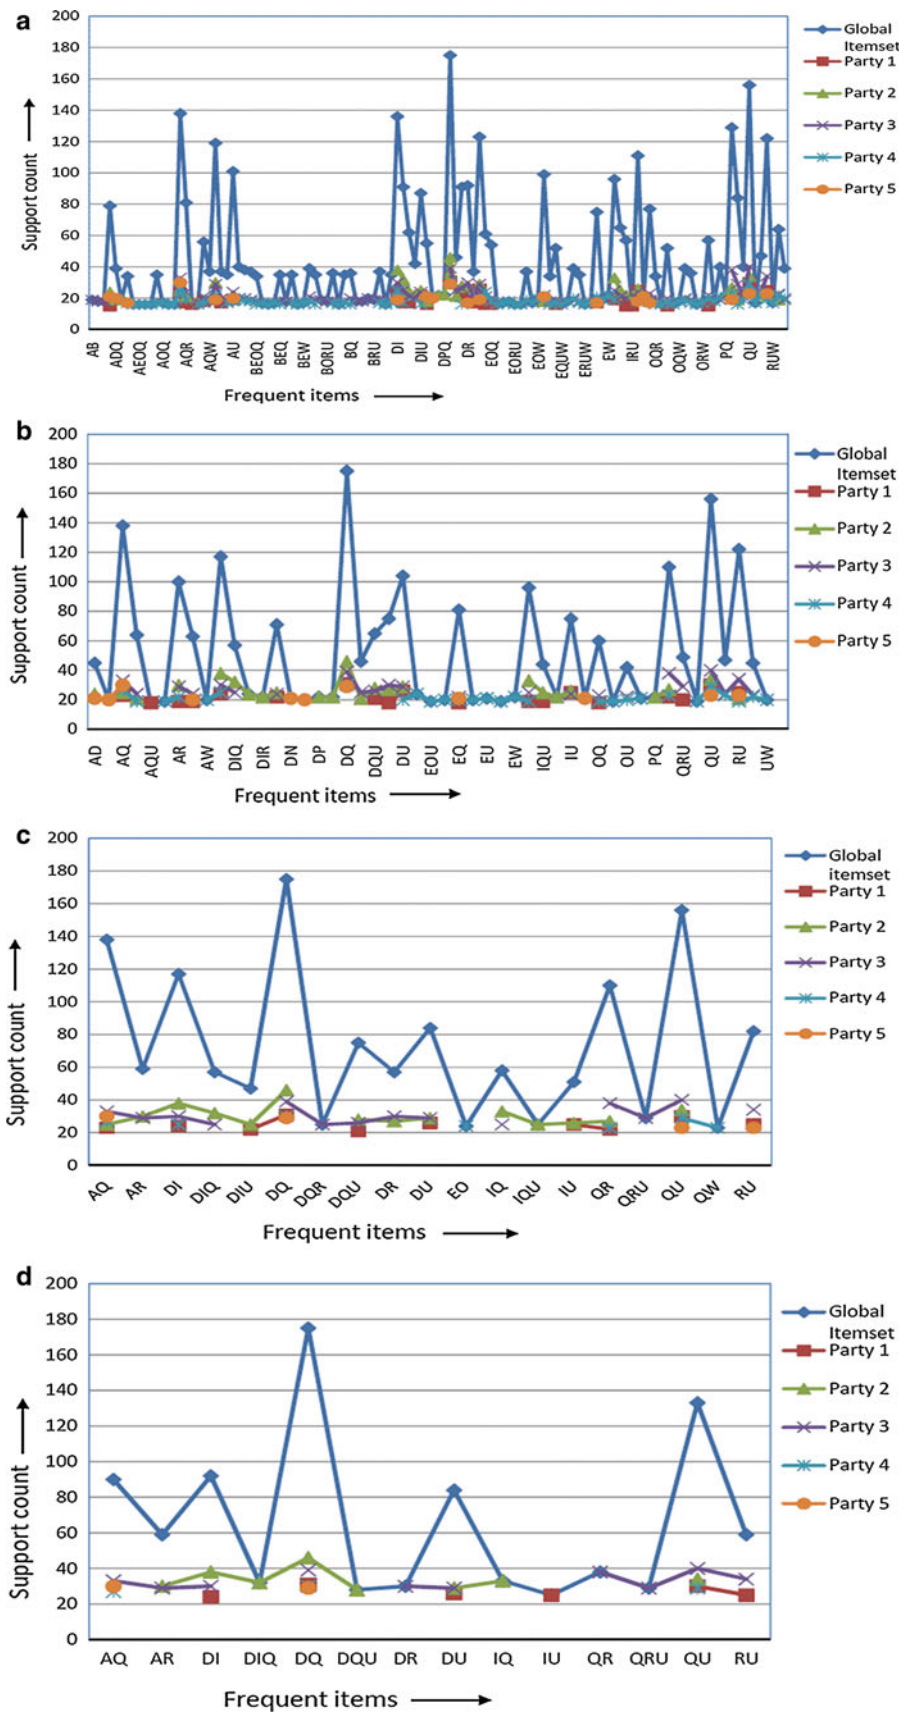 a
200
180
160
140
120
100
80
60
40
20
0
Support count
AB ADQ AEOQ AOQ AQR AQW AU BEOQ BEQ BEW BORU BQ BRU DI DIU DPQ DR EOQ EORU EOW EQUW ERUW EW IRU OQR OQW ORW PQ QU RUW
Frequent items
Global
Itemset
Party 1
Party 2
Party 3
Party 4
Party 5
b
200
180
160
140
120
100
80
60
40
20
0
Support count
AD AQ AQU AR AW DIQ DIR DN DP DQ DQU DU EOU EQ EU EW IQU IU OQ OU PQ QRU QU RU UW
Frequent items
Global
Itemset
Party 1
Party 2
Party 3
Party 4
Party 5
c
200
180
160
140
120
100
80
60
40
20
0
Support count
AQ AR DI DIQ DIU DQ DQR DQU DR DU EO IQ IQU IU QR QRU QU QW RU
Frequent items
Global
itemset
Party 1
Party 2
Party 3
Party 4
Party 5
d
200
180
160
140
120
100
80
60
40
20
0
Support count
AQ AR DI DIQ DQ DQU DR DU IQ IU QR QRU QU RU
Frequent items
Global
Itemset
Party 1
Party 2
Party 3
Party 4
Party 5